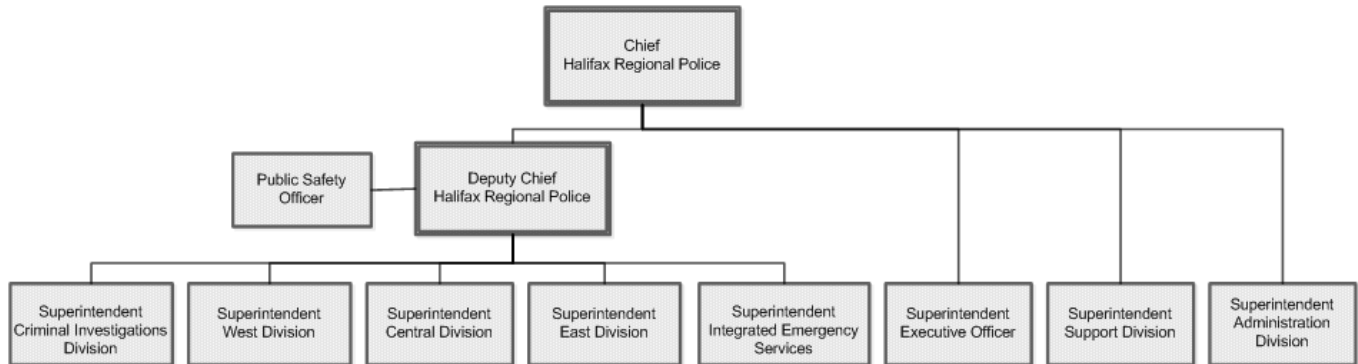 Chief
Halifax Regional Police
Public Safety
Officer
Deputy Chief
Halifax Regional Police
Superintendent
Criminal Investigations
Division
Superintendent
West Division
Superintendent
Central Division
Superintendent
East Division
Superintendent
Integrated Emergency
Services
Superintendent
Executive Officer
Superintendent
Support Division
Superintendent
Administration
Division